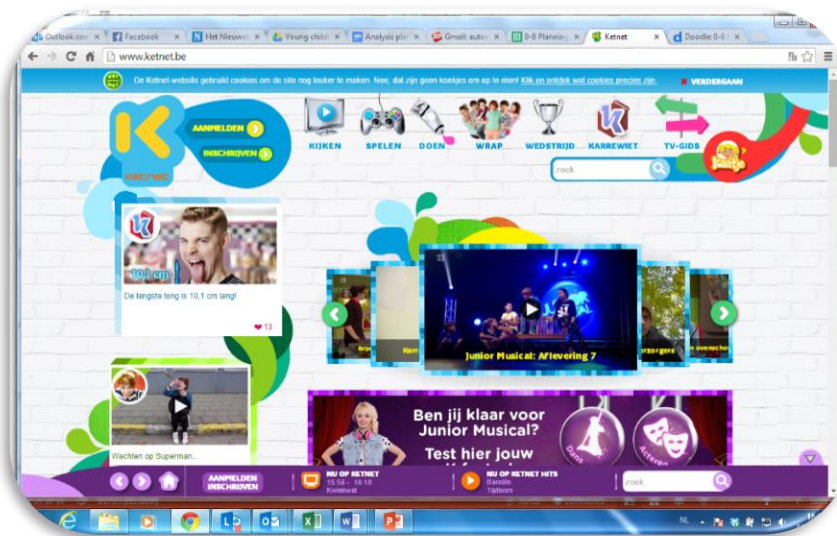 Outlook.com
Facebook
Het Nieuwsb
Young child
Analysis pla
Gmail: auto
0-8 Planning
Ketnet
Doodle: 0-8
www.ketnet.be
De Ketnet-website gebruikt cookies om de site nog leuker te maken. Nee, dat zijn geen koekjes om op te eten! Klik en ontdek wat cookies precies zijn.
VERDERGAAN
AANMELDEN
INSCHRIJVEN
ketnet
KIJKEN
SPELEN
DOEN
WRAP
WEDSTRIJD
KARREWIET
TV-GIDS
kaatje
zoek
10,1 cm
De langste tong is 10,1 cm lang!
13
Junior Musical: Aflevering 7
Wachten op Superman...
Ben jij klaar voor
Junior Musical?
Test hier jouw
Dans
Acteren
AANMELDEN
INSCHRIJVEN
NU OP KETNET
15:56 - 16:18
NU OP KETNET HITS
Bandits
Tijdbom
zoek
NL